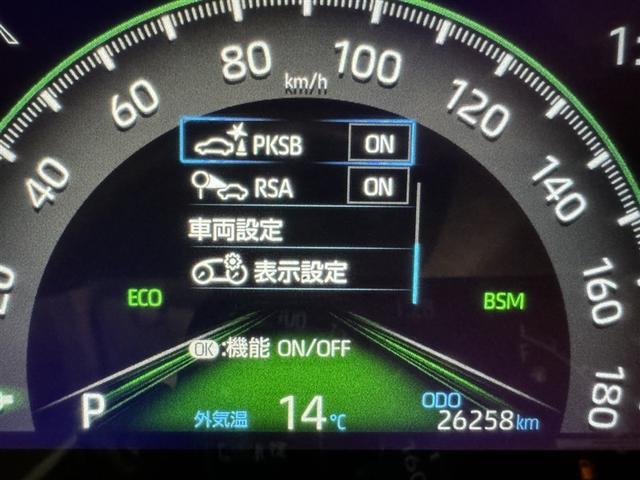 80 100
km/h
60 120
PKSB ON
40 RSA ON 140
車両設定
表示設定
160
ECO BSM
OK:機能 ON/OFF
180
P 外気温 14℃ ODO 26258km